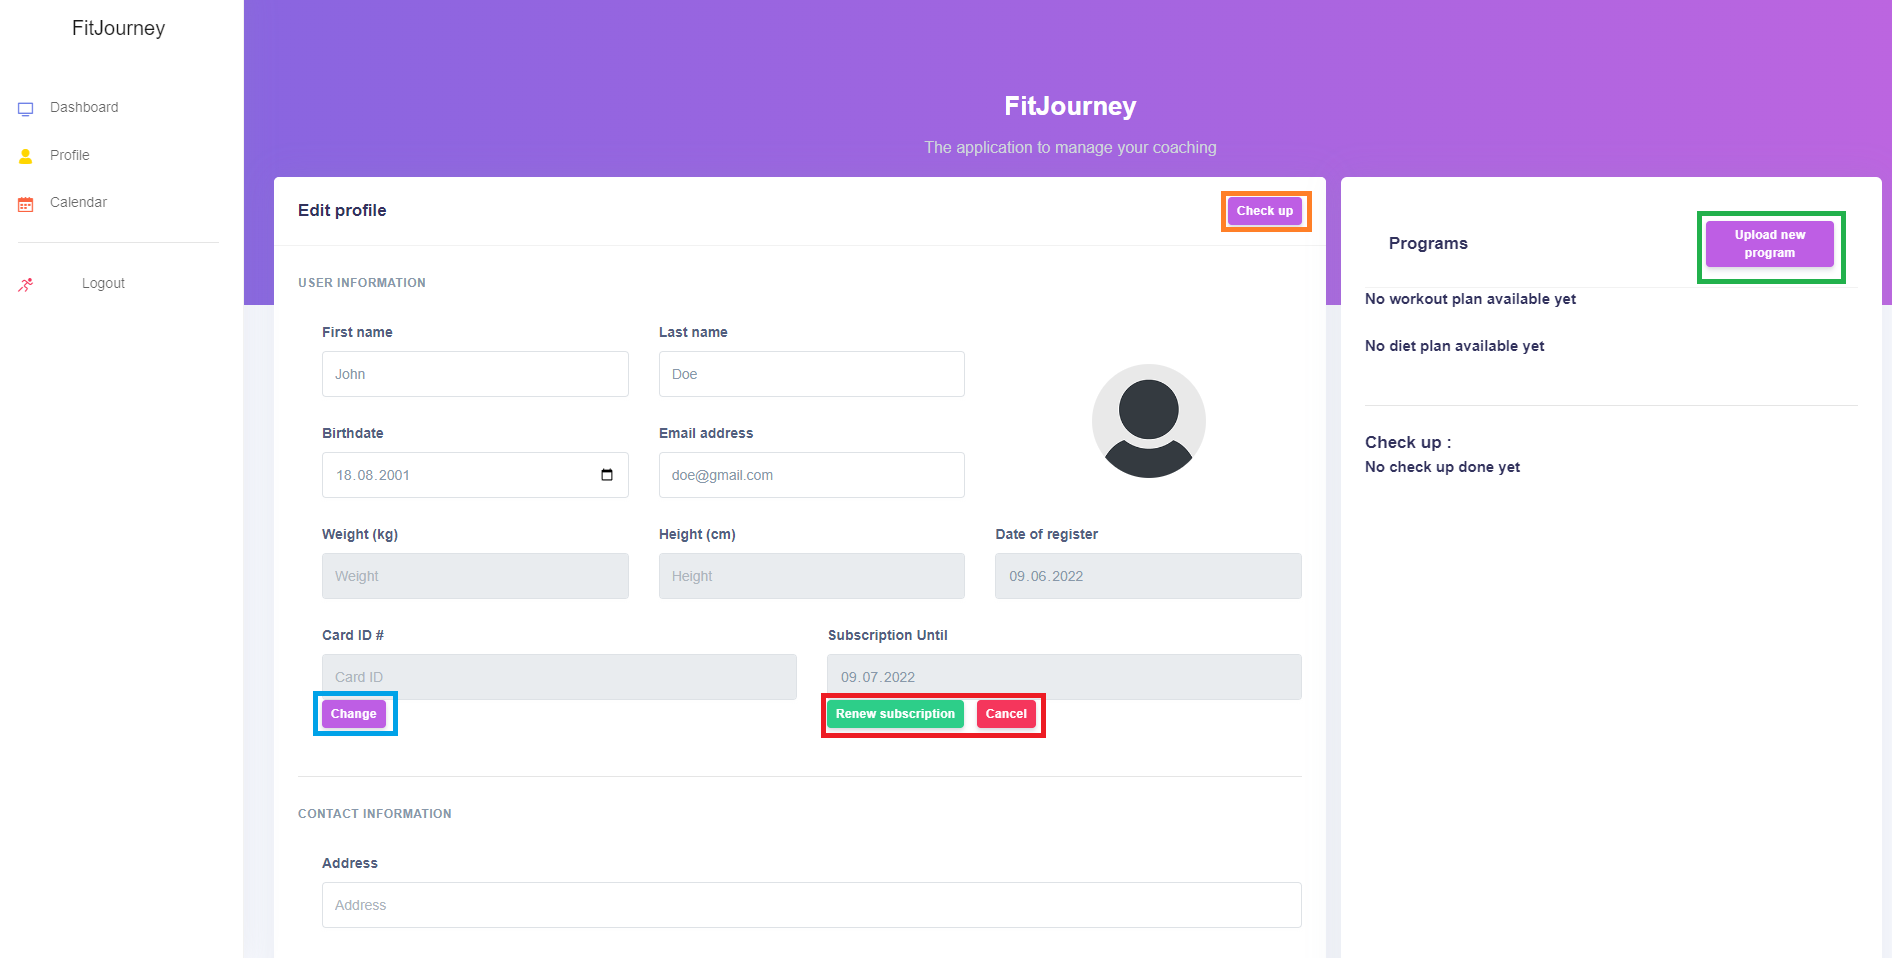 FitJourney
Dashboard
Profile
Calendar
Logout
FitJourney
The application to manage your coaching
Edit profile
Check up
USER INFORMATION
First name
Last name
John
Doe
Birthdate
Email address
18.08.2001
doe@gmail.com
Weight (kg)
Height (cm)
Date of register
Weight
Height
09.06.2022
Card ID #
Subscription Until
Card ID
09.07.2022
Change
Renew subscription
Cancel
CONTACT INFORMATION
Address
Address
Programs
Upload new
program
No workout plan available yet
No diet plan available yet
Check up :
No check up done yet